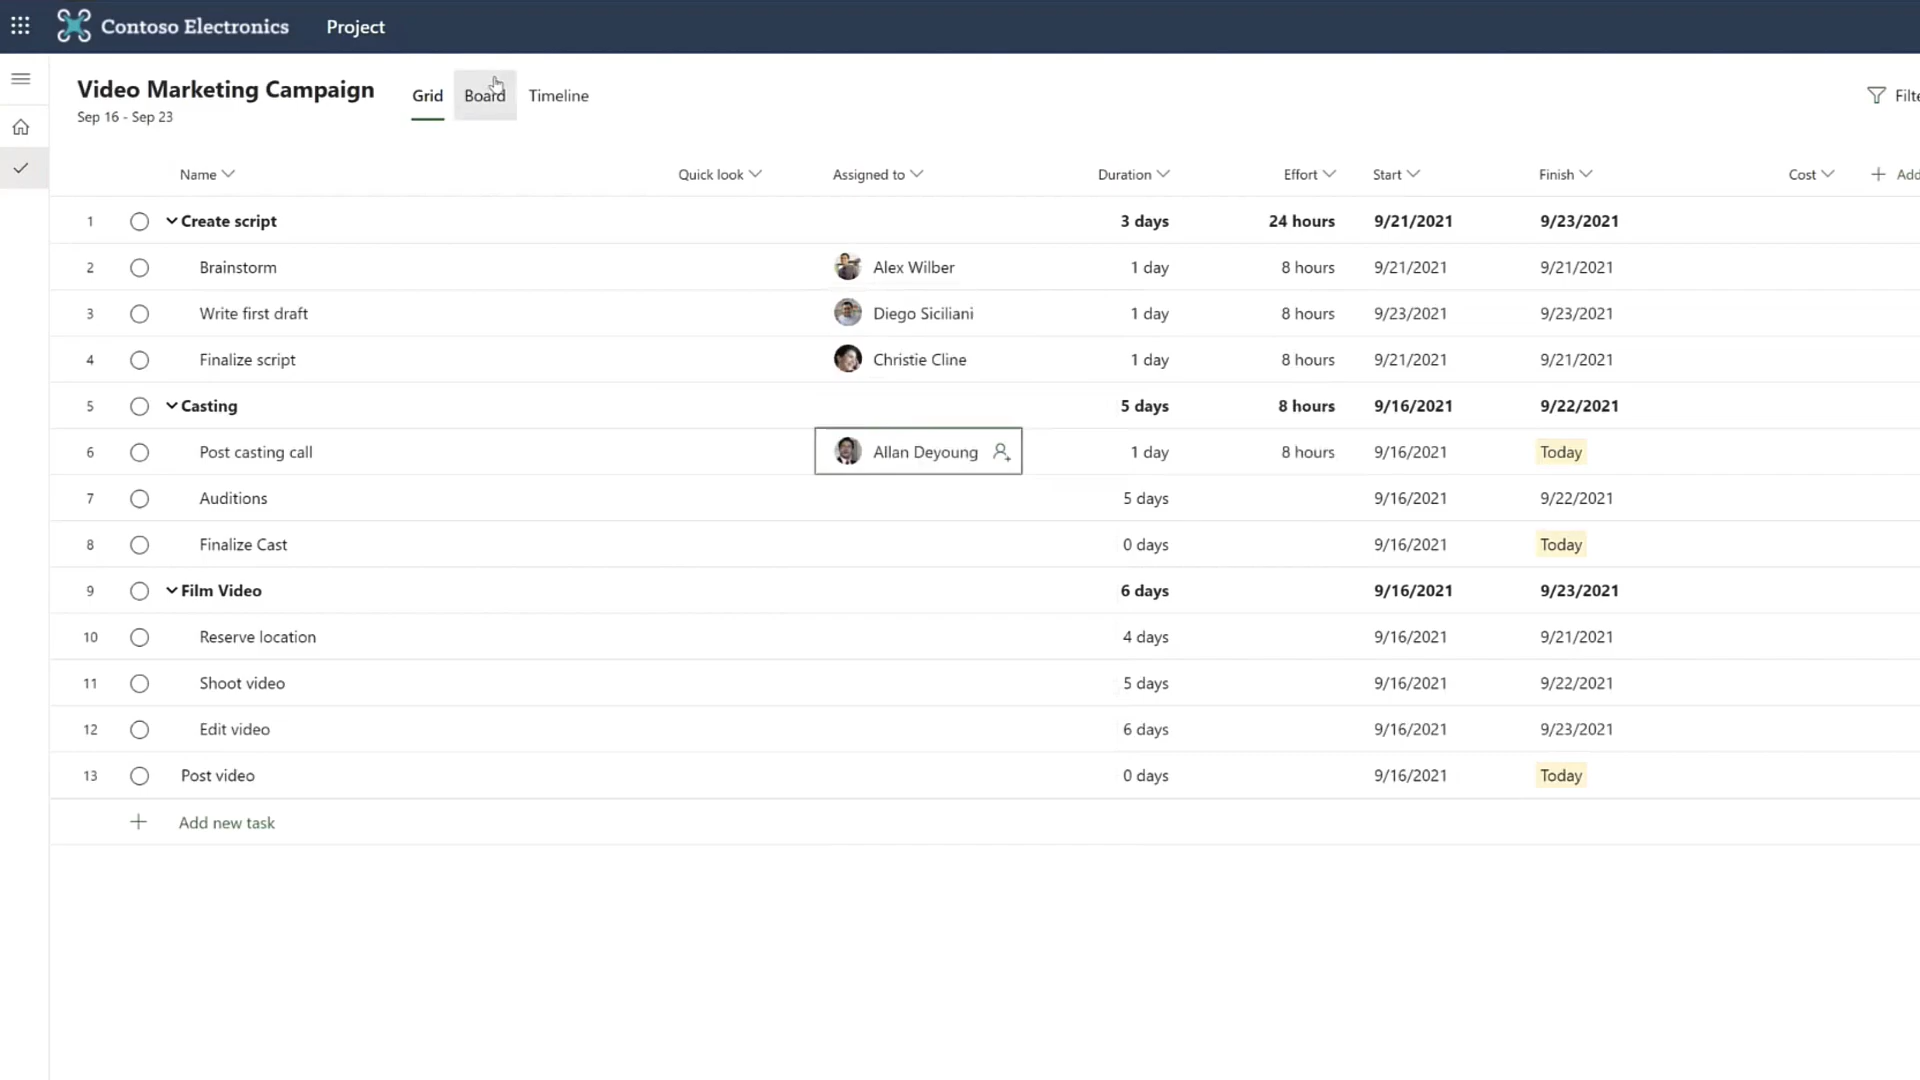 Contoso Electronics Project
Video Marketing Campaign Grid Board Timeline
Filte
Sep 16 - Sep 23
Name Quick look Assigned to Duration Effort Start Finish Cost Add
1 Create script 3 days 24 hours 9/21/2021 9/23/2021
2 Brainstorm Alex Wilber 1 day 8 hours 9/21/2021 9/21/2021
3 Write first draft Diego Siciliani 1 day 8 hours 9/23/2021 9/23/2021
4 Finalize script Christie Cline 1 day 8 hours 9/21/2021 9/21/2021
5 Casting 5 days 8 hours 9/16/2021 9/22/2021
6 Post casting call Allan Deyoung 1 day 8 hours 9/16/2021 Today
7 Auditions 5 days 9/16/2021 9/22/2021
8 Finalize Cast 0 days 9/16/2021 Today
9 Film Video 6 days 9/16/2021 9/23/2021
10 Reserve location 4 days 9/16/2021 9/21/2021
11 Shoot video 5 days 9/16/2021 9/22/2021
12 Edit video 6 days 9/16/2021 9/23/2021
13 Post video 0 days 9/16/2021 Today
Add new task